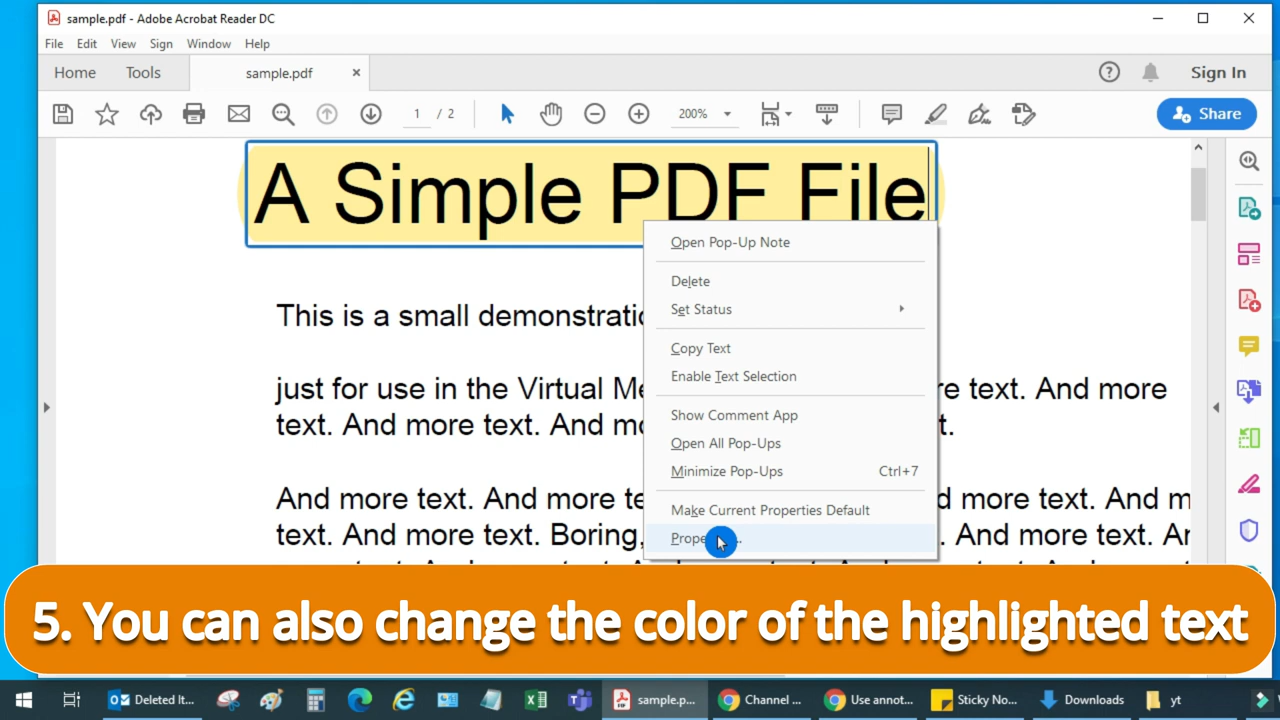 sample.pdf - Adobe Acrobat Reader DC
File Edit View Sign Window Help
Home Tools sample.pdf × Sign In
1 / 2 200% Share
A Simple PDF File
Open Pop-Up Note
Delete
This is a small demonstratio
Set Status
Copy Text
Enable Text Selection
just for use in the Virtual Me re text. And more
Show Comment App
text. And more text. And mo t.
Open All Pop-Ups
Minimize Pop-Ups Ctrl+7
And more text. And more te d more text. And m
Make Current Properties Default
text. And more text. Boring, . And more text. An
5. You can also change the color of the highlighted text
Deleted It... sample.p... Channel ... Use annot... Sticky No... Downloads yt